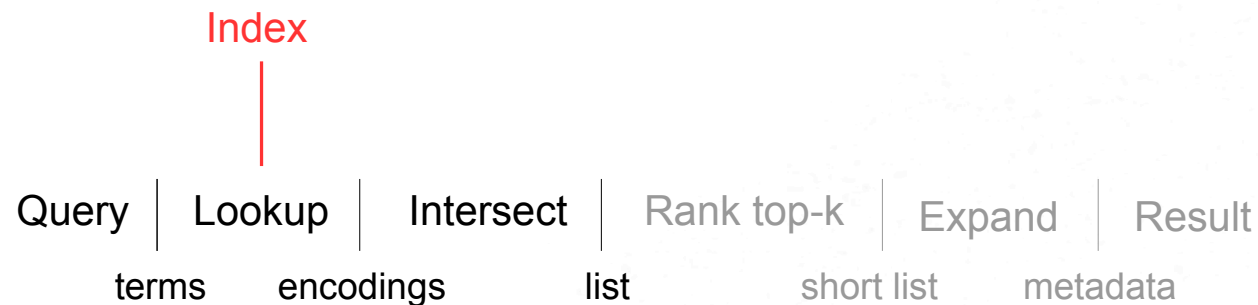 Index
Query Lookup Intersect Rank top-k Expand Result
terms encodings list short list metadata